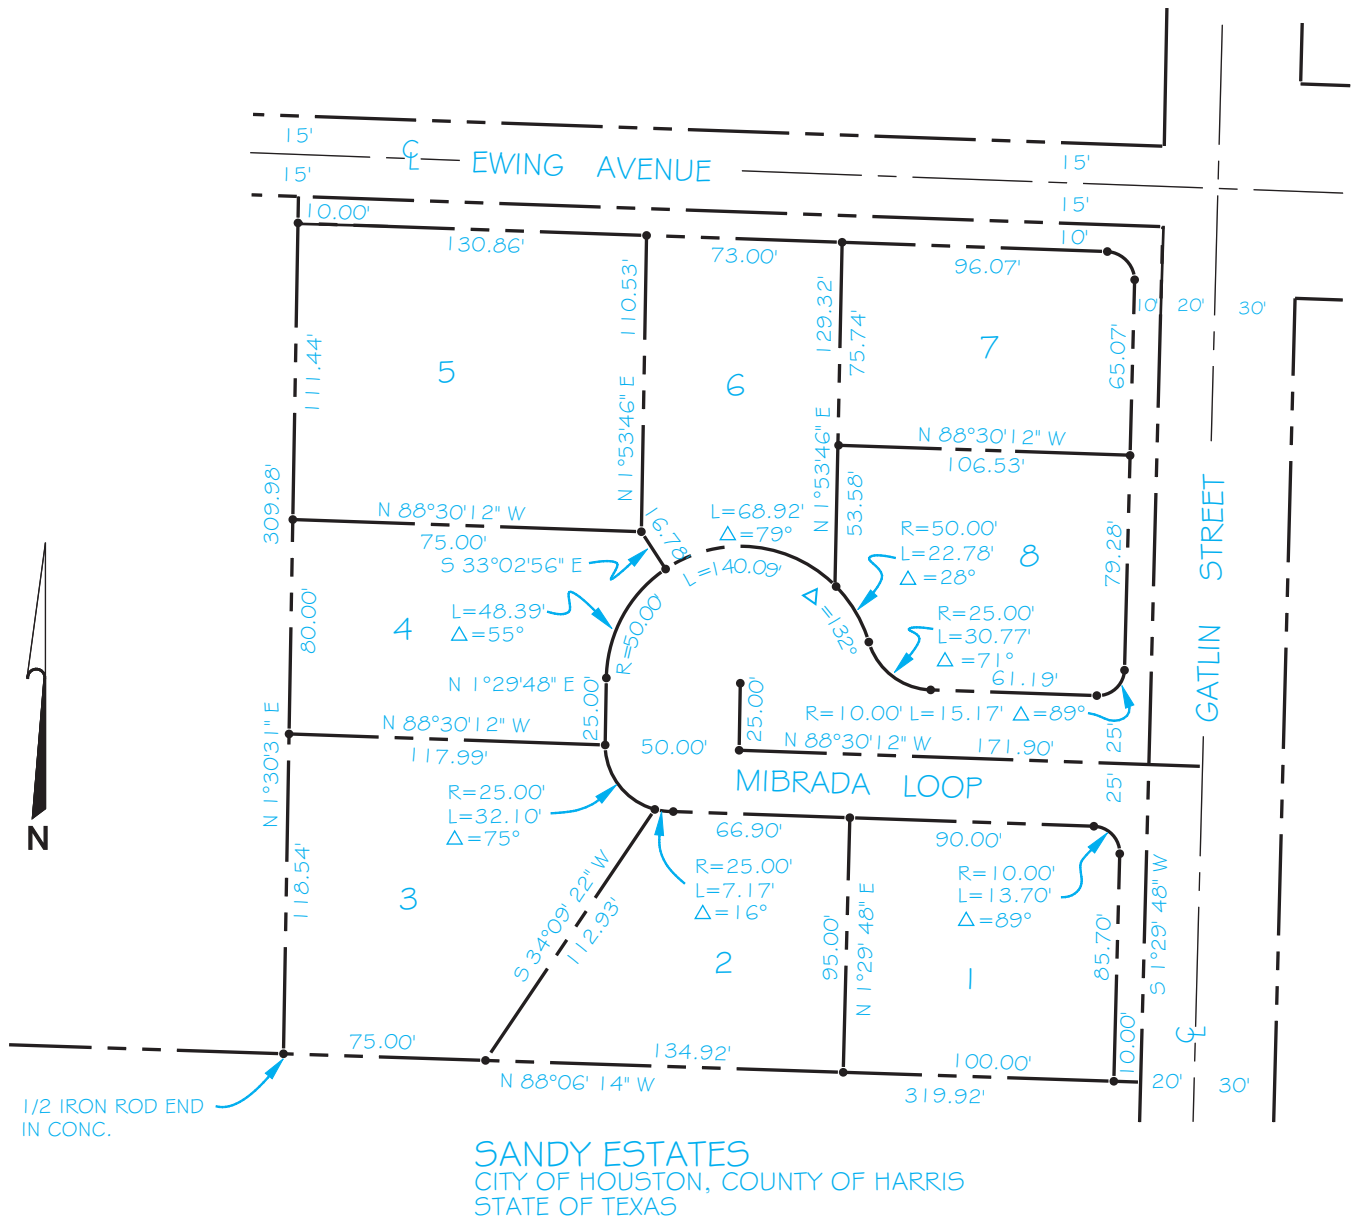 15'
℄ EWING AVENUE
15'
15'
15'
10.00'
10'
130.86'
73.00'
96.07'
10' 20' 30'
110.53'
N 1°53'46" E
129.32'
75.74'
N 1°53'46" E
53.58'
65.07'
111.44'
5
6
7
N 88°30'12" W
106.53'
309.98'
N 1°30'31" E
N 88°30'12" W
75.00'
S 33°02'56" E
16.78'
L=68.92'
△=79°
L=140.09'
△=132°
R=50.00'
R=50.00'
L=22.78'
△=28°
8
79.28'
GATLIN STREET
80.00'
4
L=48.39'
△=55°
R=25.00'
L=30.77'
△=71°
61.19'
N 1°29'48" E
25.00'
25.00'
R=10.00' L=15.17' △=89°
N 88°30'12" W
117.99'
50.00'
N 88°30'12" W 171.90'
25'
25'
MIBRADA LOOP
R=25.00'
L=32.10'
△=75°
66.90'
90.00'
R=25.00'
L=7.17'
△=16°
R=10.00'
L=13.70'
△=89°
118.54'
3
S 34°09' 22" W
112.93'
2
95.00'
N 1°29' 48" E
1
85.70'
S 1°29' 48" W
10.00'
℄
N
75.00'
134.92'
100.00'
N 88°06' 14" W
319.92'
20' 30'
1/2 IRON ROD END
IN CONC.
SANDY ESTATES
CITY OF HOUSTON, COUNTY OF HARRIS
STATE OF TEXAS